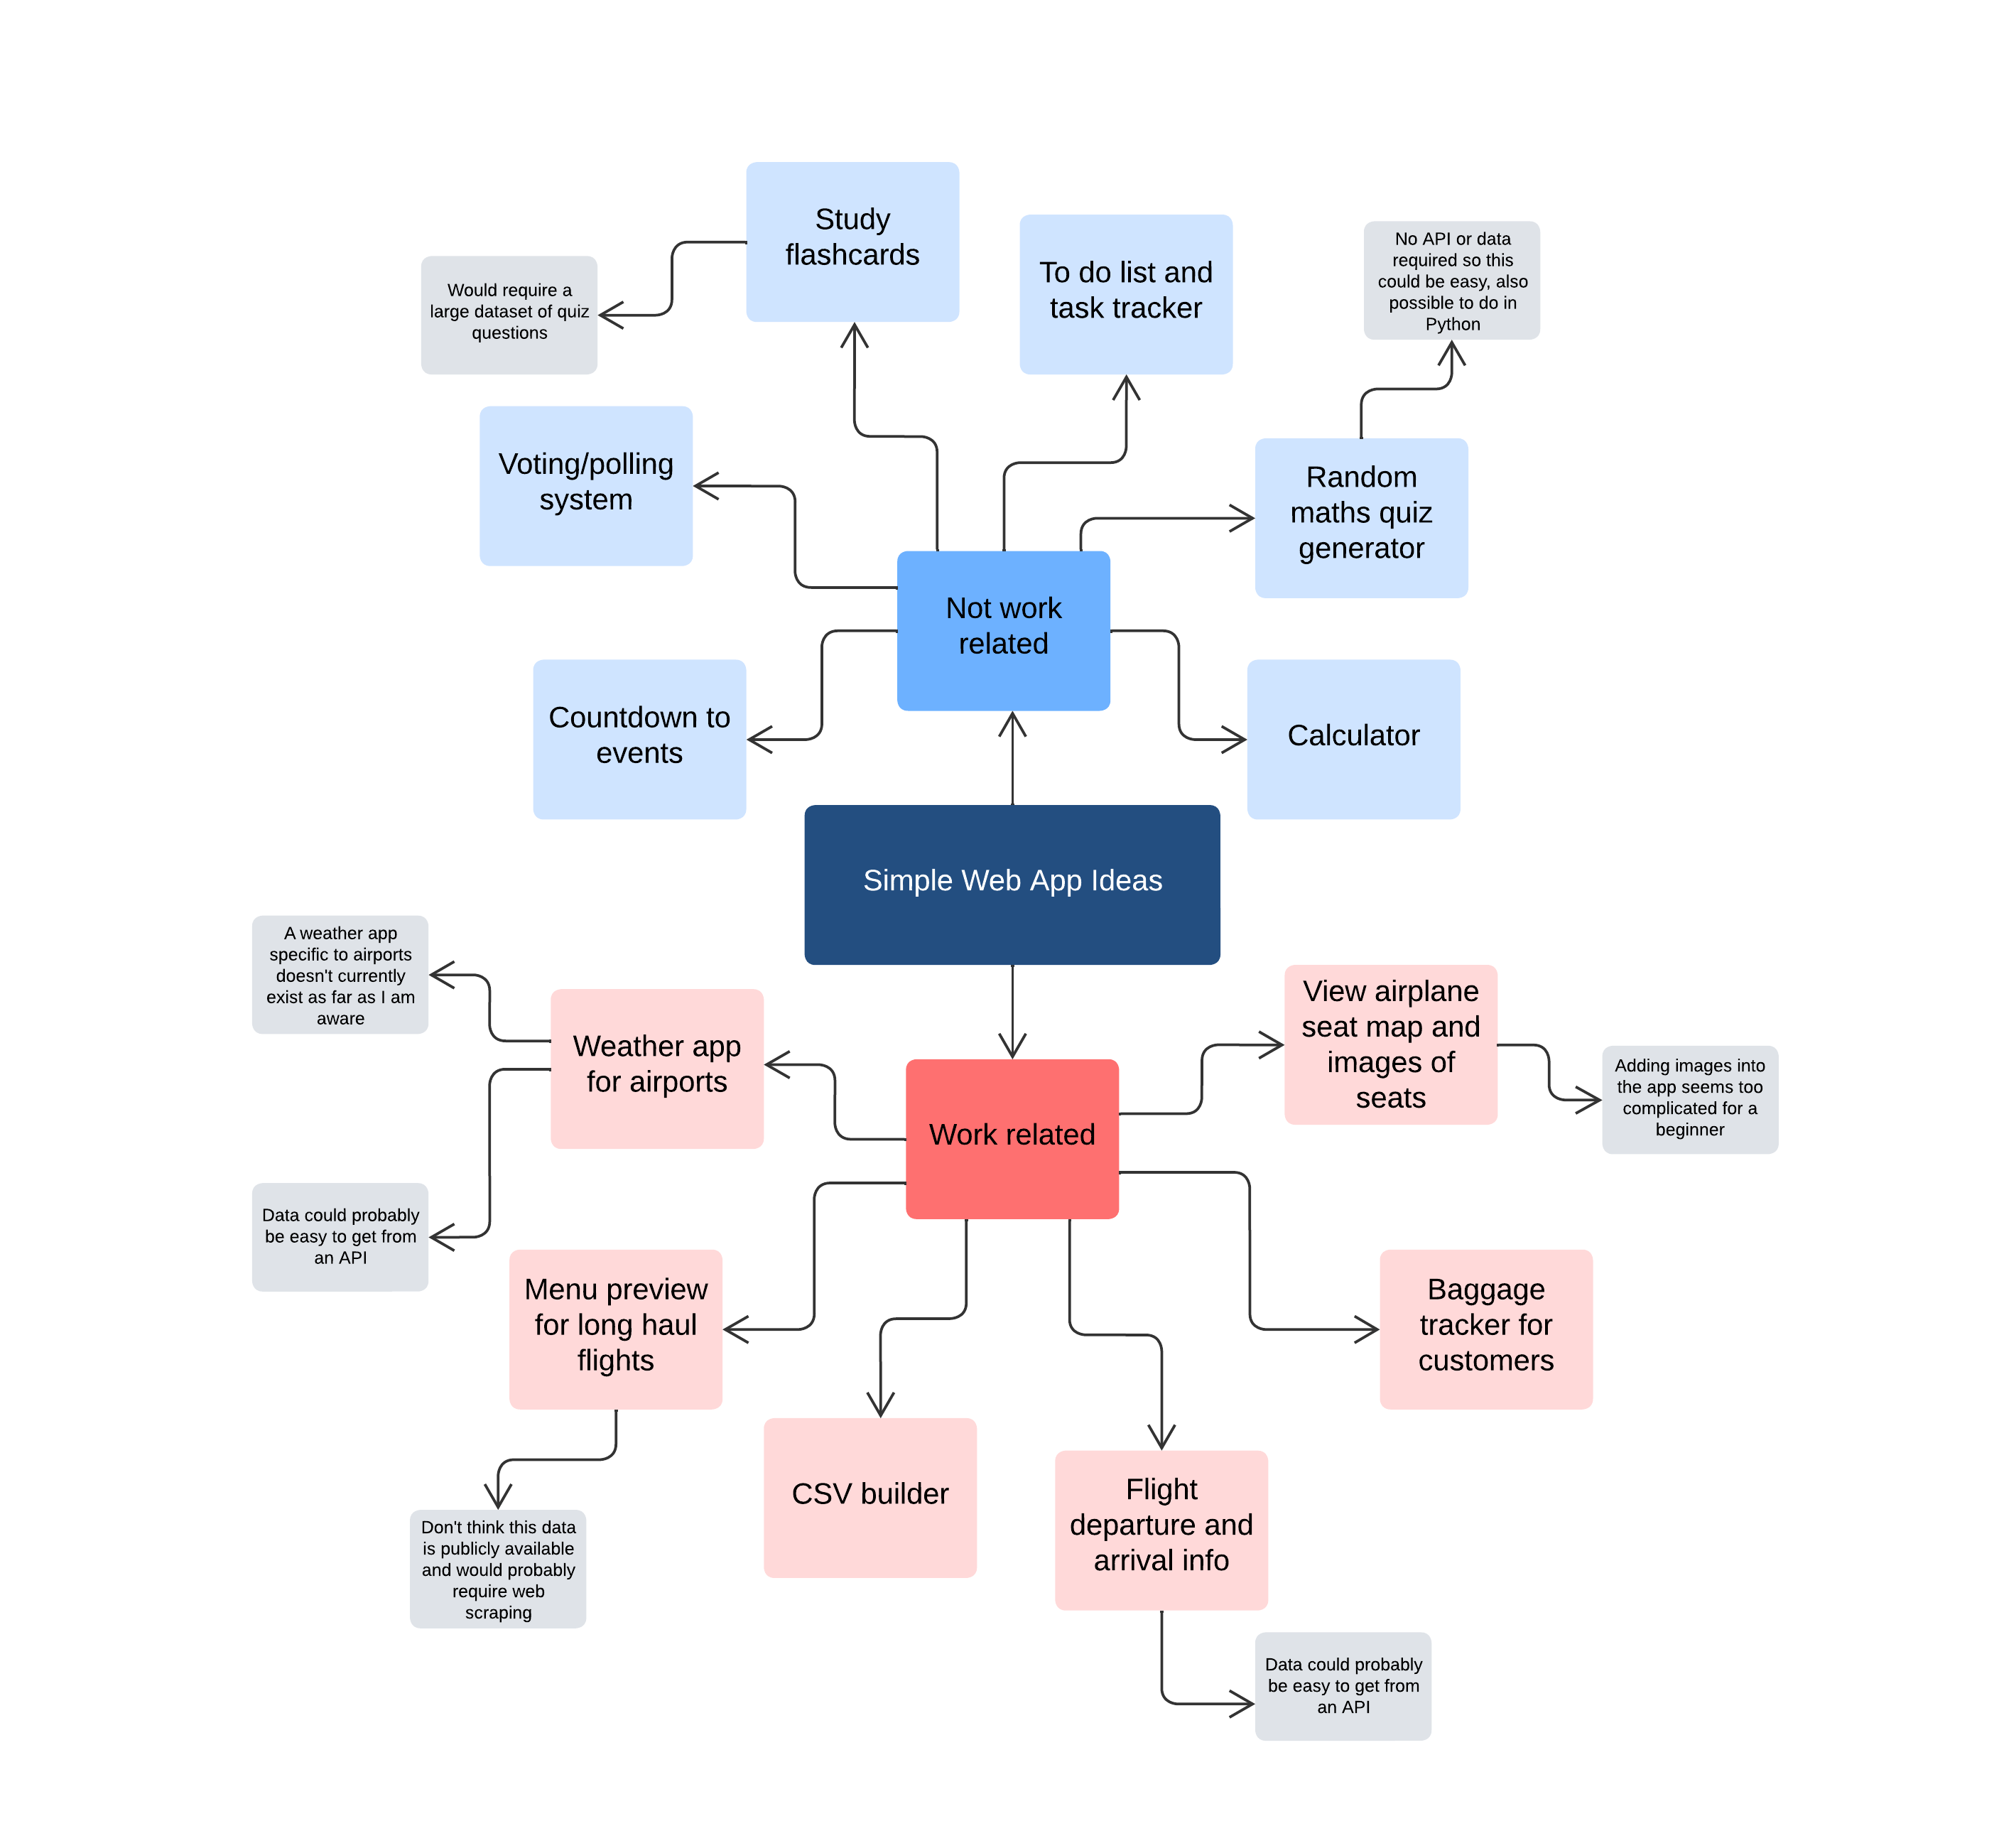 Study
flashcards
To do list and
task tracker
No API or data
required so this
could be easy, also
possible to do in
Python
Would require a
large dataset of quiz
questions
Voting/polling
system
Random
maths quiz
generator
Not work
related
Countdown to
events
Calculator
Simple Web App Ideas
A weather app
specific to airports
doesn't currently
exist as far as I am
aware
Weather app
for airports
View airplane
seat map and
images of
seats
Adding images into
the app seems too
complicated for a
beginner
Work related
Data could probably
be easy to get from
an API
Menu preview
for long haul
flights
Baggage
tracker for
customers
CSV builder
Flight
departure and
arrival info
Don't think this data
is publicly available
and would probably
require web
scraping
Data could probably
be easy to get from
an API